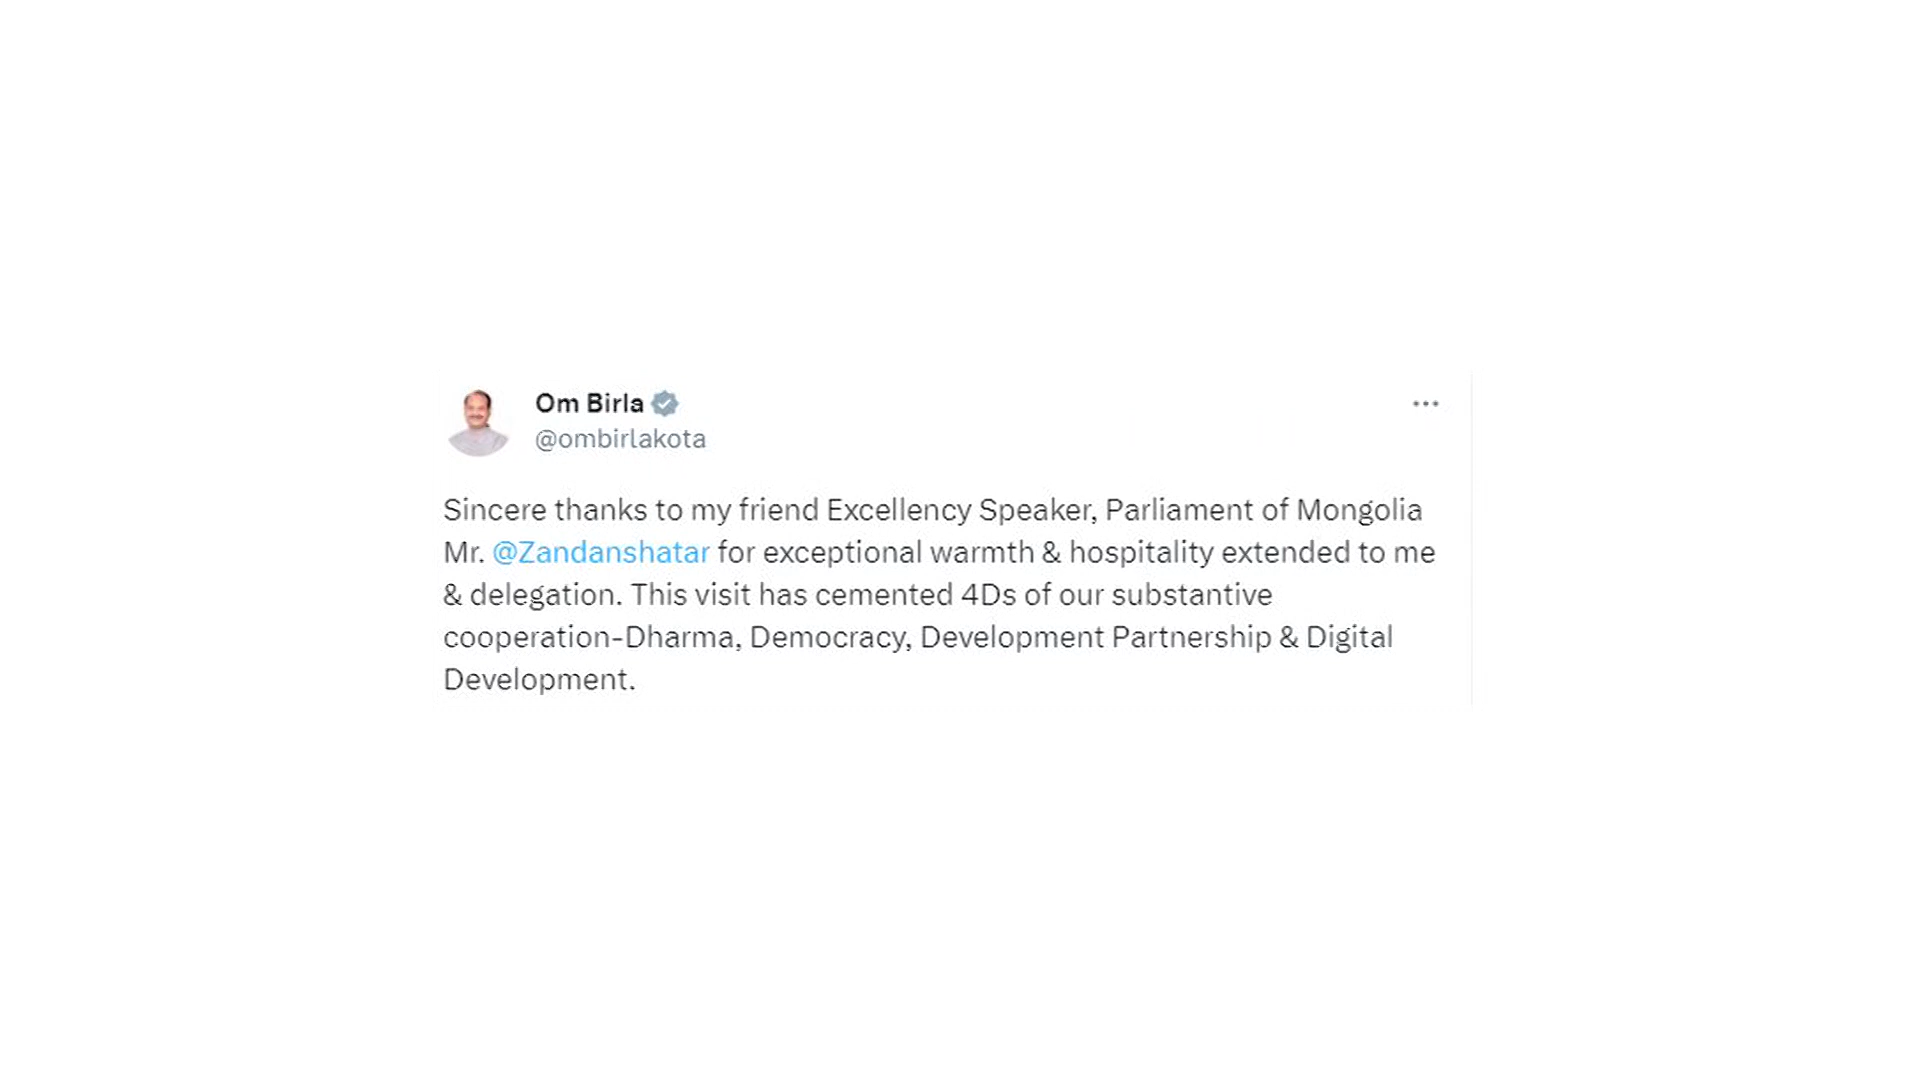 Om Birla
@ombirlakota
Sincere thanks to my friend Excellency Speaker, Parliament of Mongolia
Mr. @Zandanshatar for exceptional warmth & hospitality extended to me
& delegation. This visit has cemented 4Ds of our substantive
cooperation-Dharma, Democracy, Development Partnership & Digital
Development.